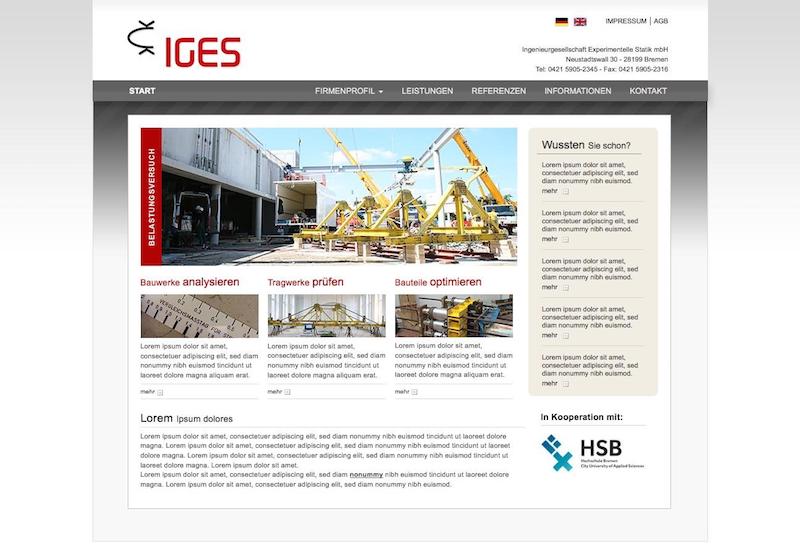 IMPRESSUM | AGB
IGES
Ingenieurgesellschaft Experimentelle Statik mbH
Neustadtswall 30 - 28199 Bremen
Tel: 0421 5905-2345 - Fax: 0421 5905-2316
START
FIRMENPROFIL
LEISTUNGEN
REFERENZEN
INFORMATIONEN
KONTAKT
BELASTUNGSVERSUCH
Bauwerke analysieren
VERGLEICHSMASSTAB FÜR
Lorem ipsum dolor sit amet,
consectetuer adipiscing elit, sed diam
nonummy nibh euismod tincidunt ut
laoreet dolore magna aliquam erat.
mehr
Tragwerke prüfen
Lorem ipsum dolor sit amet,
consectetuer adipiscing elit, sed diam
nonummy nibh euismod tincidunt ut
laoreet dolore magna aliquam erat.
mehr
Bauteile optimieren
Lorem ipsum dolor sit amet,
consectetuer adipiscing elit, sed diam
nonummy nibh euismod tincidunt ut
laoreet dolore magna aliquam erat.
mehr
Lorem ipsum dolores
Lorem ipsum dolor sit amet, consectetuer adipiscing elit, sed diam nonummy nibh euismod tincidunt ut laoreet dolore
magna. Lorem ipsum dolor sit amet, consectetuer adipiscing elit, sed diam nonummy nibh euismod tincidunt ut laoreet
dolore magna. Lorem ipsum dolor sit amet, consectetuer adipiscing elit, sed diam nonummy nibh euismod tincidunt ut
laoreet dolore magna. Lorem ipsum dolor sit amet.
Lorem ipsum dolor sit amet, consectetuer adipiscing elit, sed diam nonummy nibh euismod tincidunt ut laoreet dolore
magna. Lorem ipsum dolor sit amet, consectetuer adipiscing elit, sed diam nonummy nibh euismod.
Wussten Sie schon?
Lorem ipsum dolor sit amet,
consectetuer adipiscing elit, sed
diam nonummy nibh euismod.
mehr
Lorem ipsum dolor sit amet,
consectetuer adipiscing elit, sed
diam nonummy nibh euismod.
mehr
Lorem ipsum dolor sit amet,
consectetuer adipiscing elit, sed
diam nonummy nibh euismod.
mehr
Lorem ipsum dolor sit amet,
consectetuer adipiscing elit, sed
diam nonummy nibh euismod.
mehr
Lorem ipsum dolor sit amet,
consectetuer adipiscing elit, sed
diam nonummy nibh euismod.
mehr
In Kooperation mit:
HSB
Hochschule Bremen
City University of Applied Sciences